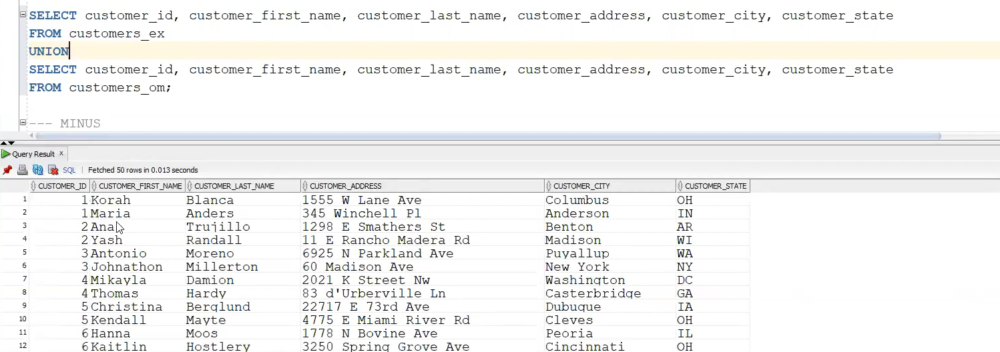 SELECT customer_id, customer_first_name, customer_last_name, customer_address, customer_city, customer_state
FROM customers_ex
UNION
SELECT customer_id, customer_first_name, customer_last_name, customer_address, customer_city, customer_state
FROM customers_om;
--- MINUS
Query Result x
SQL | Fetched 50 rows in 0.013 seconds
CUSTOMER_ID CUSTOMER_FIRST_NAME CUSTOMER_LAST_NAME CUSTOMER_ADDRESS CUSTOMER_CITY CUSTOMER_STATE
1 1 Korah Blanca 1555 W Lane Ave Columbus OH
2 1 Maria Anders 345 Winchell Pl Anderson IN
3 2 Ana Trujillo 1298 E Smathers St Benton AR
4 2 Yash Randall 11 E Rancho Madera Rd Madison WI
5 3 Antonio Moreno 6925 N Parkland Ave Puyallup WA
6 3 Johnathon Millerton 60 Madison Ave New York NY
7 4 Mikayla Damion 2021 K Street Nw Washington DC
8 4 Thomas Hardy 83 d'Urberville Ln Casterbridge GA
9 5 Christina Berglund 22717 E 73rd Ave Dubuque IA
10 5 Kendall Mayte 4775 E Miami River Rd Cleves OH
11 6 Hanna Moos 1778 N Bovine Ave Peoria IL
12 6 Kaitlin Hostlery 3250 Spring Grove Ave Cincinnati OH